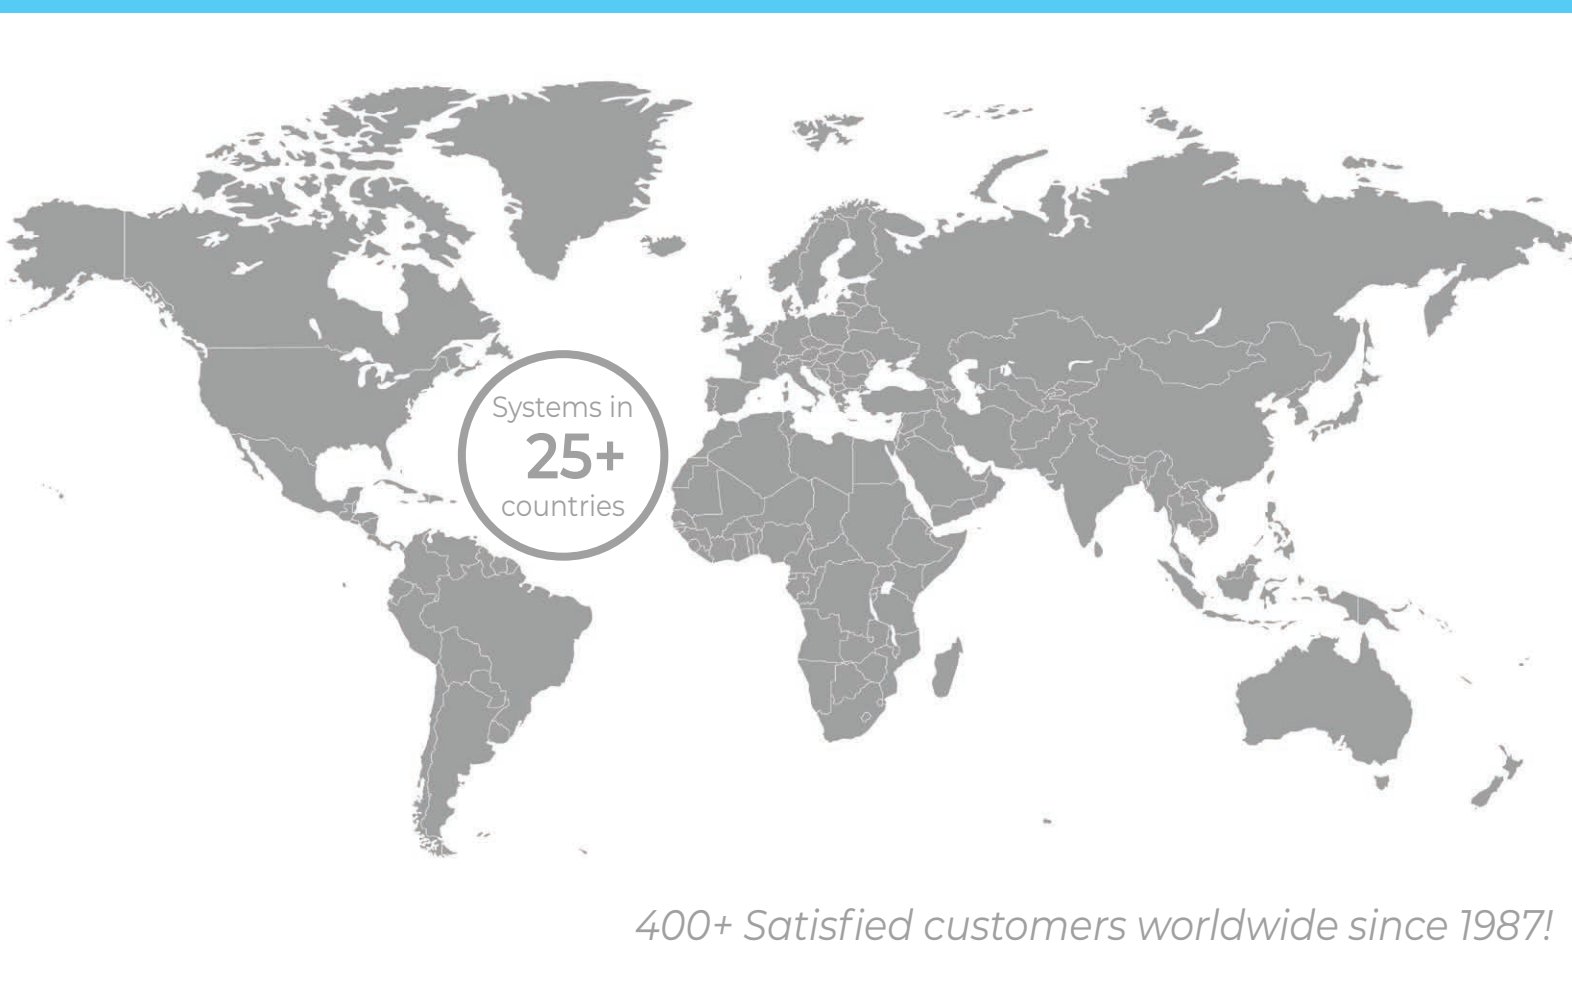 Systems in
25+
countries
400+ Satisfied customers worldwide since 1987!